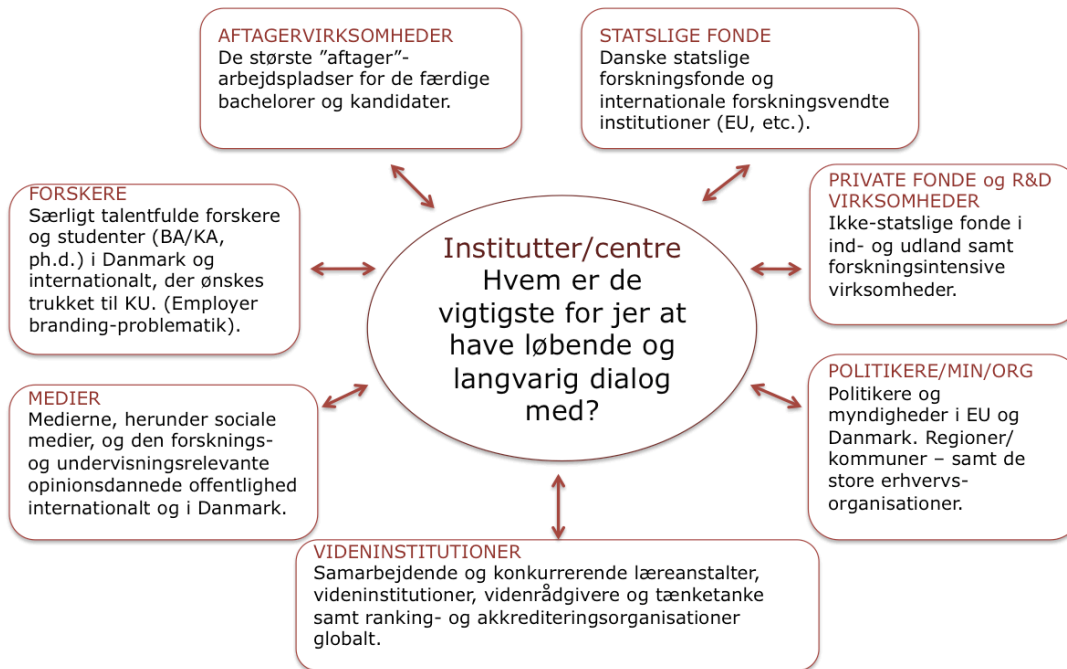 AFTAGERVIRKSOMHEDER
De største ”aftager”-
arbejdspladser for de færdige
bachelorer og kandidater.
STATSLIGE FONDE
Danske statslige
forskningsfonde og
internationale forskningsvendte
institutioner (EU, etc.).
FORSKERE
Særligt talentfulde forskere
og studenter (BA/KA,
ph.d.) i Danmark og
internationalt, der ønskes
trukket til KU. (Employer
branding-problematik).
Institutter/centre
Hvem er de
vigtigste for jer at
have løbende og
langvarig dialog
med?
PRIVATE FONDE og R&D
VIRKSOMHEDER
Ikke-statslige fonde i
ind- og udland samt
forskningsintensive
virksomheder.
MEDIER
Medierne, herunder sociale
medier, og den forsknings-
og undervisningsrelevante
opinionsdannede offentlighed
internationalt og i Danmark.
POLITIKERE/MIN/ORG
Politikere og
myndigheder i EU og
Danmark. Regioner/
kommuner – samt de
store erhvervs-
organisationer.
VIDENINSTITUTIONER
Samarbejdende og konkurrerende læreanstalter,
videninstitutioner, videnrådgivere og tænketanke
samt ranking- og akkrediteringsorganisationer
globalt.